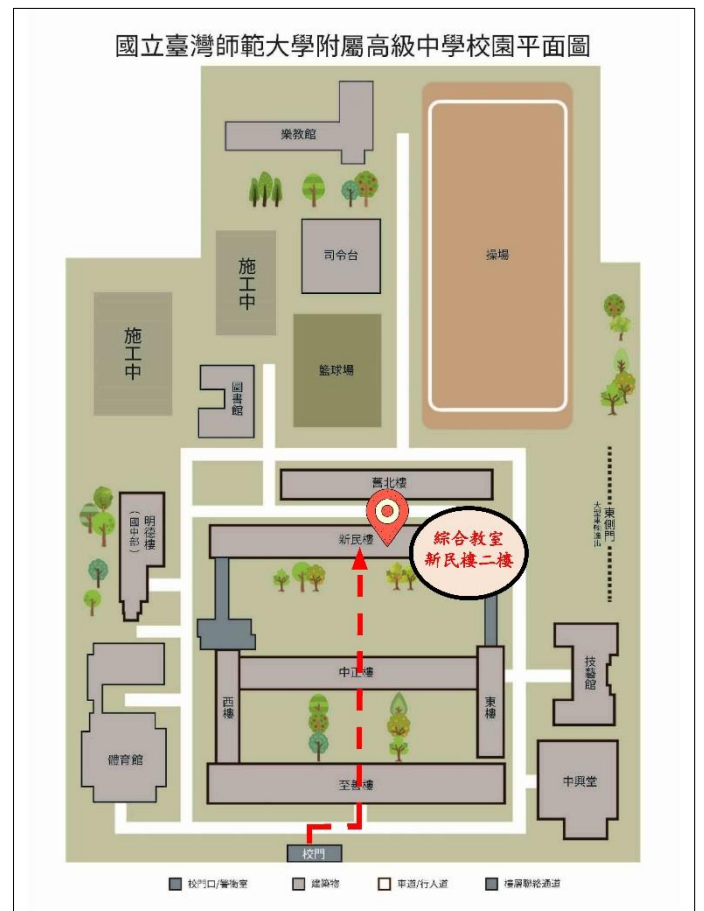 國立臺灣師範大學附屬高級中學校園平面圖
樂教館
司令台
操場
施工中
施工中
籃球場
圖書館
舊北樓
新民樓
綜合教室
新民樓二樓
明德樓
(國中部)
東側門
中正樓
西樓
東樓
技藝館
體育館
至善樓
中興堂
校門
校門口/警衛室
建築物
車道/行人道
樓層聯絡通道